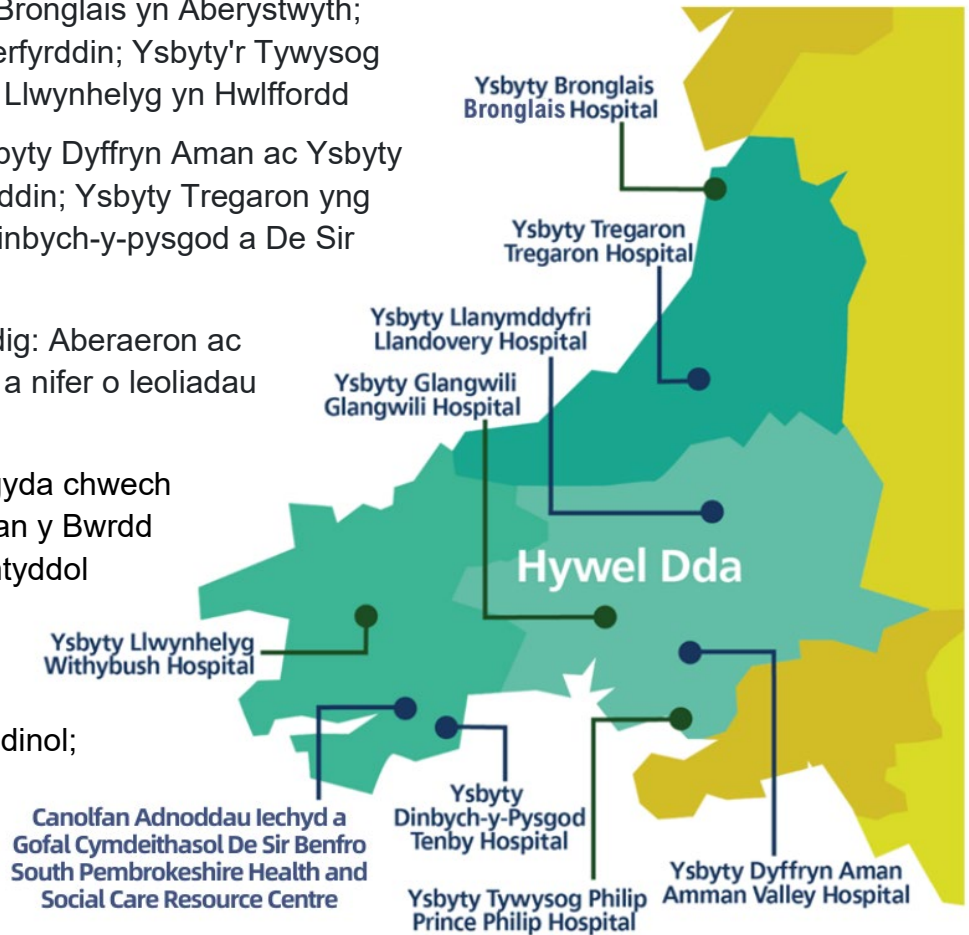 Bronglais yn Aberystwyth;
erfyrddin; Ysbyty'r Tywysog
Llwynhelyg yn Hwlffordd
byty Dyffryn Aman ac Ysbyty
ddin; Ysbyty Tregaron yng
inbych-y-pysgod a De Sir
dig: Aberaeron ac
a nifer o leoliadau
gyda chwech
an y Bwrdd
ntyddol
dinol;
Ysbyty Bronglais
Bronglais Hospital
Ysbyty Tregaron
Tregaron Hospital
Ysbyty Llanymddyfri
Llandovery Hospital
Ysbyty Glangwili
Glangwili Hospital
Hywel Dda
Ysbyty Llwynhelyg
Withybush Hospital
Canolfan Adnoddau Iechyd a
Gofal Cymdeithasol De Sir Benfro
South Pembrokeshire Health and
Social Care Resource Centre
Ysbyty
Dinbych-y-Pysgod
Tenby Hospital
Ysbyty Tywysog Philip
Prince Philip Hospital
Ysbyty Dyffryn Aman
Amman Valley Hospital